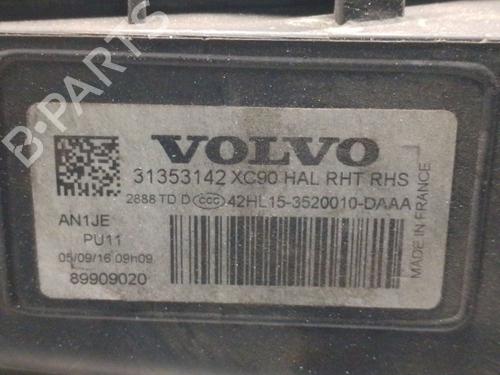 B-PARTS
VOLVO
31353142 XC90 HAL RHT RHS
2888 TD D CCC 42HL15-3520010-DAAA
AN1JE
PU11
05/09/16 09h09
89909020
MADE IN FRANCE